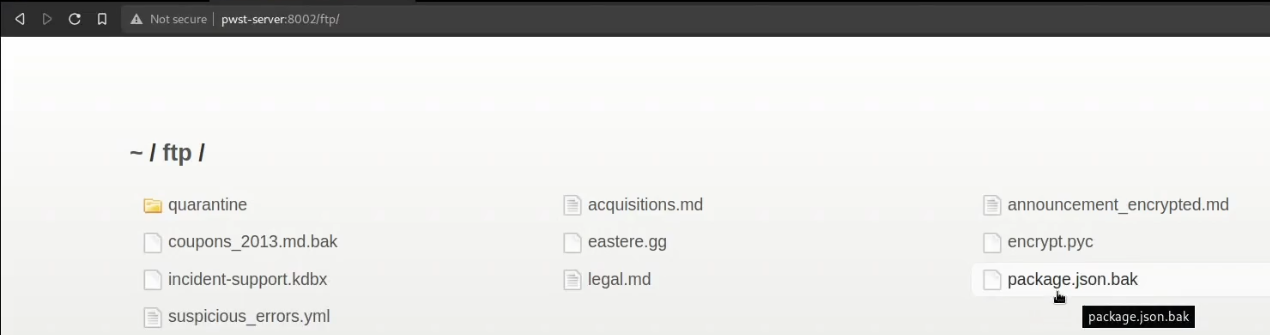 Not secure pwst-server:8002/ftp/
~ / ftp /
quarantine acquisitions.md announcement_encrypted.md
coupons_2013.md.bak eastere.gg encrypt.pyc
incident-support.kdbx legal.md package.json.bak
suspicious_errors.yml package.json.bak